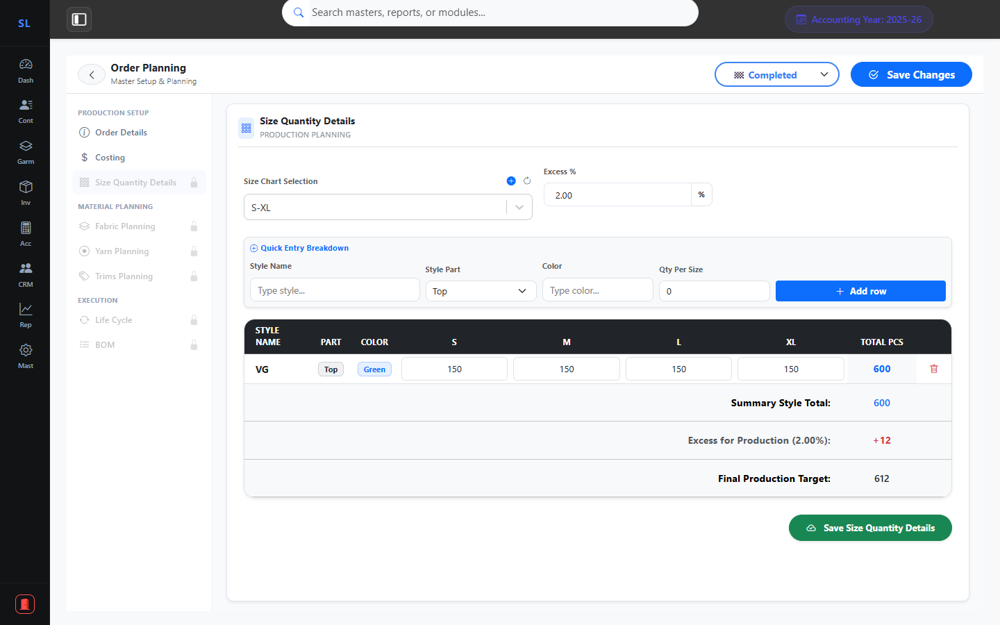 SL
Search masters, reports, or modules...
Accounting Year: 2025-26
Dash
Cont
Garm
Inv
Acc
CRM
Rep
Mast
Order Planning
Master Setup & Planning
Completed
Save Changes
PRODUCTION SETUP
Order Details
Costing
Size Quantity Details
MATERIAL PLANNING
Fabric Planning
Yarn Planning
Trims Planning
EXECUTION
Life Cycle
BOM
Size Quantity Details
PRODUCTION PLANNING
Size Chart Selection
S-XL
Excess %
2.00 %
Quick Entry Breakdown
Style Name Style Part Color Qty Per Size
Type style... Top Type color... 0 Add row
STYLE NAME PART COLOR S M L XL TOTAL PCS
VG Top Green 150 150 150 150 600
Summary Style Total: 600
Excess for Production (2.00%): +12
Final Production Target: 612
Save Size Quantity Details